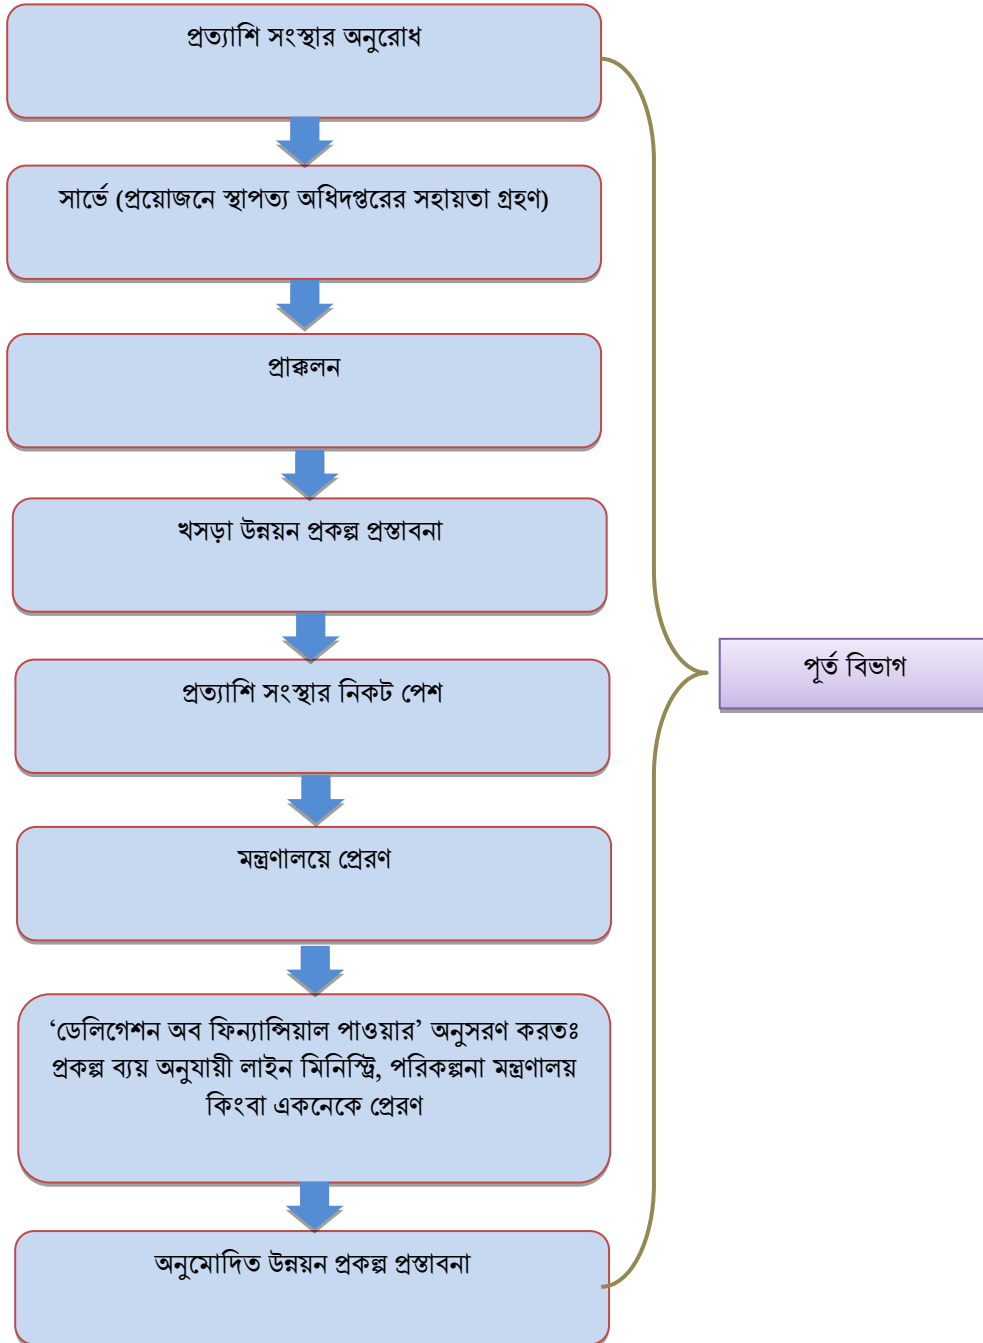 প্রত্যাশি সংস্থার অনুরোধ
সার্ভে (প্রয়োজনে স্থাপত্য অধিদপ্তরের সহায়তা গ্রহণ)
প্রাক্কলন
খসড়া উন্নয়ন প্রকল্প প্রস্তাবনা
প্রত্যাশি সংস্থার নিকট পেশ
মন্ত্রণালয়ে প্রেরণ
‘ডেলিগেশন অব ফিন্যান্সিয়াল পাওয়ার’ অনুসরণ করতঃ
প্রকল্প ব্যয় অনুযায়ী লাইন মিনিস্ট্রি, পরিকল্পনা মন্ত্রণালয়
কিংবা একনেকে প্রেরণ
অনুমোদিত উন্নয়ন প্রকল্প প্রস্তাবনা
পূর্ত বিভাগ